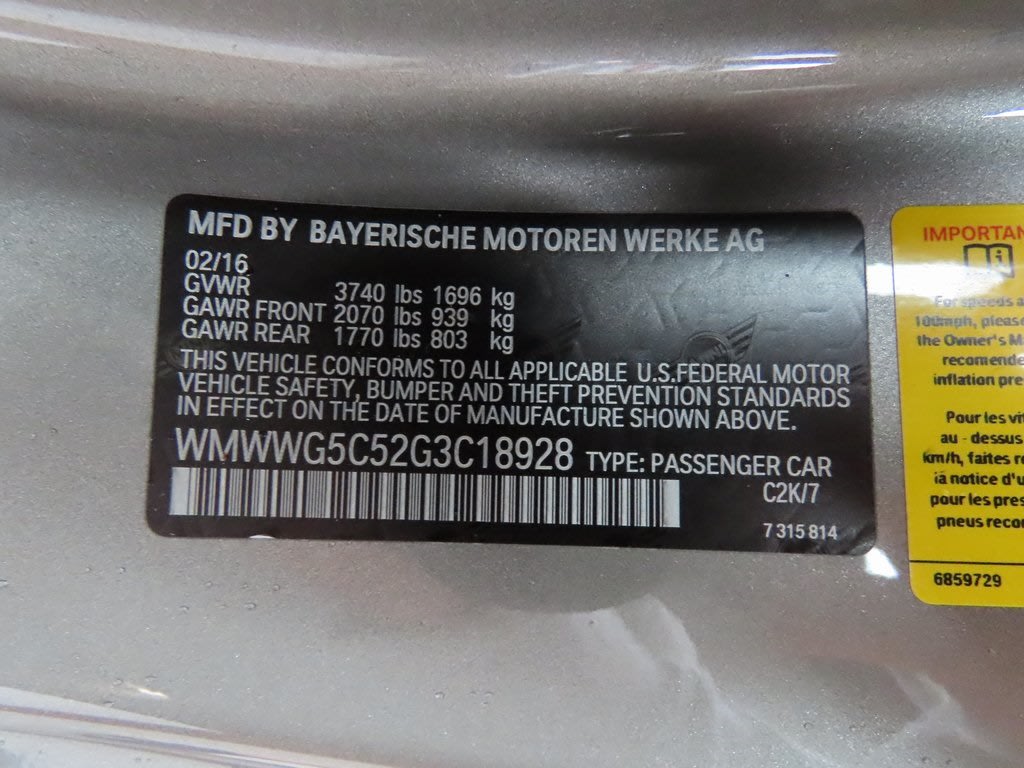 MFD BY BAYERISCHE MOTOREN WERKE AG
02/16
GVWR 3740 lbs 1696 kg
GAWR FRONT 2070 lbs 939 kg
GAWR REAR 1770 lbs 803 kg
THIS VEHICLE CONFORMS TO ALL APPLICABLE U.S.FEDERAL MOTOR
VEHICLE SAFETY, BUMPER AND THEFT PREVENTION STANDARDS
IN EFFECT ON THE DATE OF MANUFACTURE SHOWN ABOVE.
WMWWG5C52G3C18928 TYPE: PASSENGER CAR
C2K/7
7 315 814
IMPORTAN
For speeds a
100mph, pleas
the Owner's Ma
recomende
inflation pre
Pour les vit
au - dessus
km/h, faites re
la notice d'u
pour les pres
pneus recon
6859729